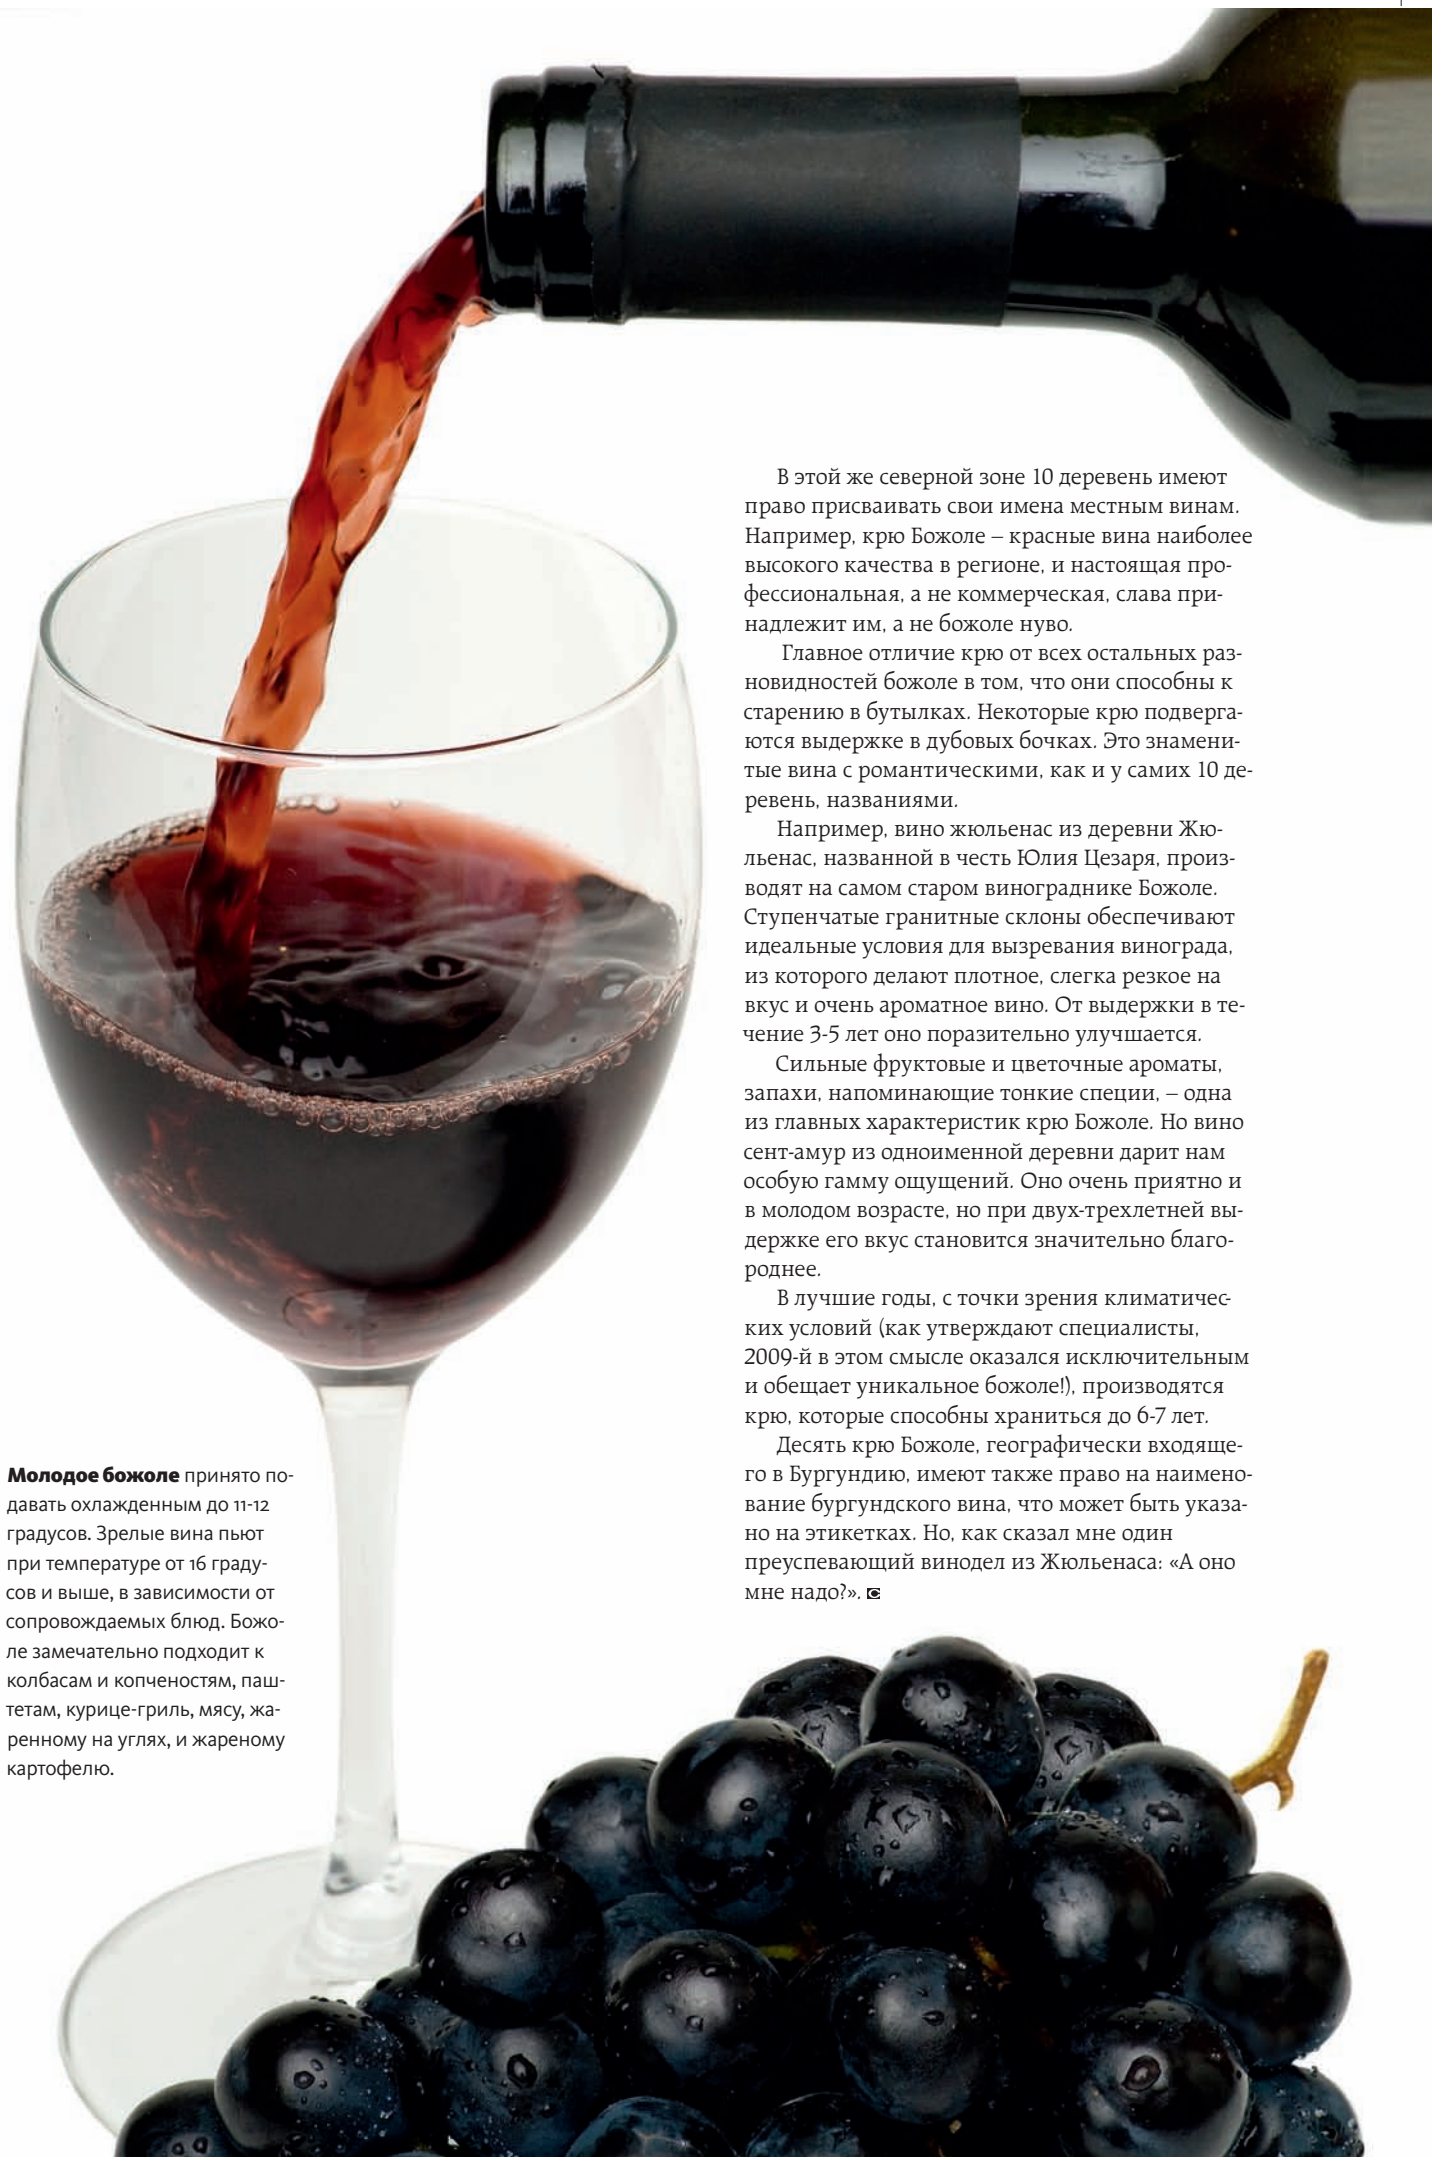 В этой же северной зоне 10 деревень имеют
право присваивать свои имена местным винам.
Например, крю Божоле – красные вина наиболее
высокого качества в регионе, и настоящая про-
фессиональная, а не коммерческая, слава при-
надлежит им, а не божоле нуво.
Главное отличие крю от всех остальных раз-
новидностей божоле в том, что они способны к
старению в бутылках. Некоторые крю подверга-
ются выдержке в дубовых бочках. Это знамени-
тые вина с романтическими, как и у самих 10 де-
ревень, названиями.
Например, вино жюльенас из деревни Жю-
льенас, названной в честь Юлия Цезаря, произ-
водят на самом старом винограднике Божоле.
Ступенчатые гранитные склоны обеспечивают
идеальные условия для вызревания винограда,
из которого делают плотное, слегка резкое на
вкус и очень ароматное вино. От выдержки в те-
чение 3-5 лет оно поразительно улучшается.
Сильные фруктовые и цветочные ароматы,
запахи, напоминающие тонкие специи, – одна
из главных характеристик крю Божоле. Но вино
сент-амур из одноименной деревни дарит нам
особую гамму ощущений. Оно очень приятно и
в молодом возрасте, но при двух-трехлетней вы-
держке его вкус становится значительно благо-
роднее.
В лучшие годы, с точки зрения климатичес-
ких условий (как утверждают специалисты,
2009-й в этом смысле оказался исключительным
и обещает уникальное божоле!), производятся
крю, которые способны храниться до 6-7 лет.
Десять крю Божоле, географически входяще-
го в Бургундию, имеют также право на наимено-
вание бургундского вина, что может быть указа-
но на этикетках. Но, как сказал мне один
преуспевающий винодел из Жюльенаса: «А оно
мне надо?».
Молодое божоле принято по-
давать охлажденным до 11-12
градусов. Зрелые вина пьют
при температуре от 16 граду-
сов и выше, в зависимости от
сопровождаемых блюд. Божо-
ле замечательно подходит к
колбасам и копченостям, паш-
тетам, курице-гриль, мясу, жа-
ренному на углях, и жареному
картофелю.